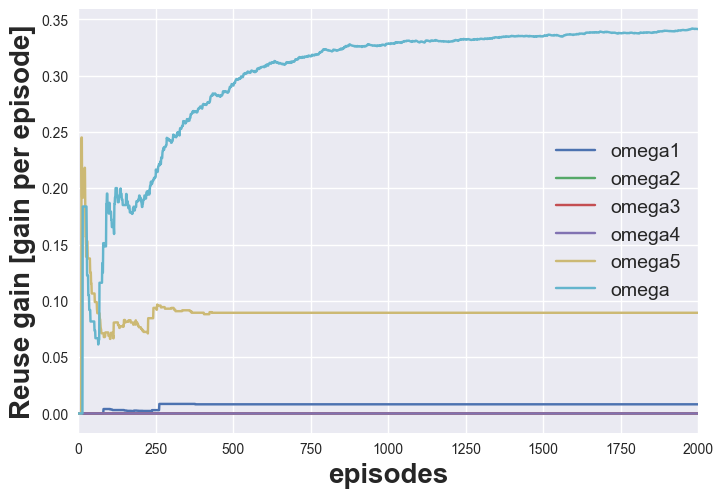 Reuse gain [gain per episode]
0.35
0.30
0.25
0.20
0.15
0.10
0.05
0.00
omega1
omega2
omega3
omega4
omega5
omega
0 250 500 750 1000 1250 1500 1750 2000
episodes